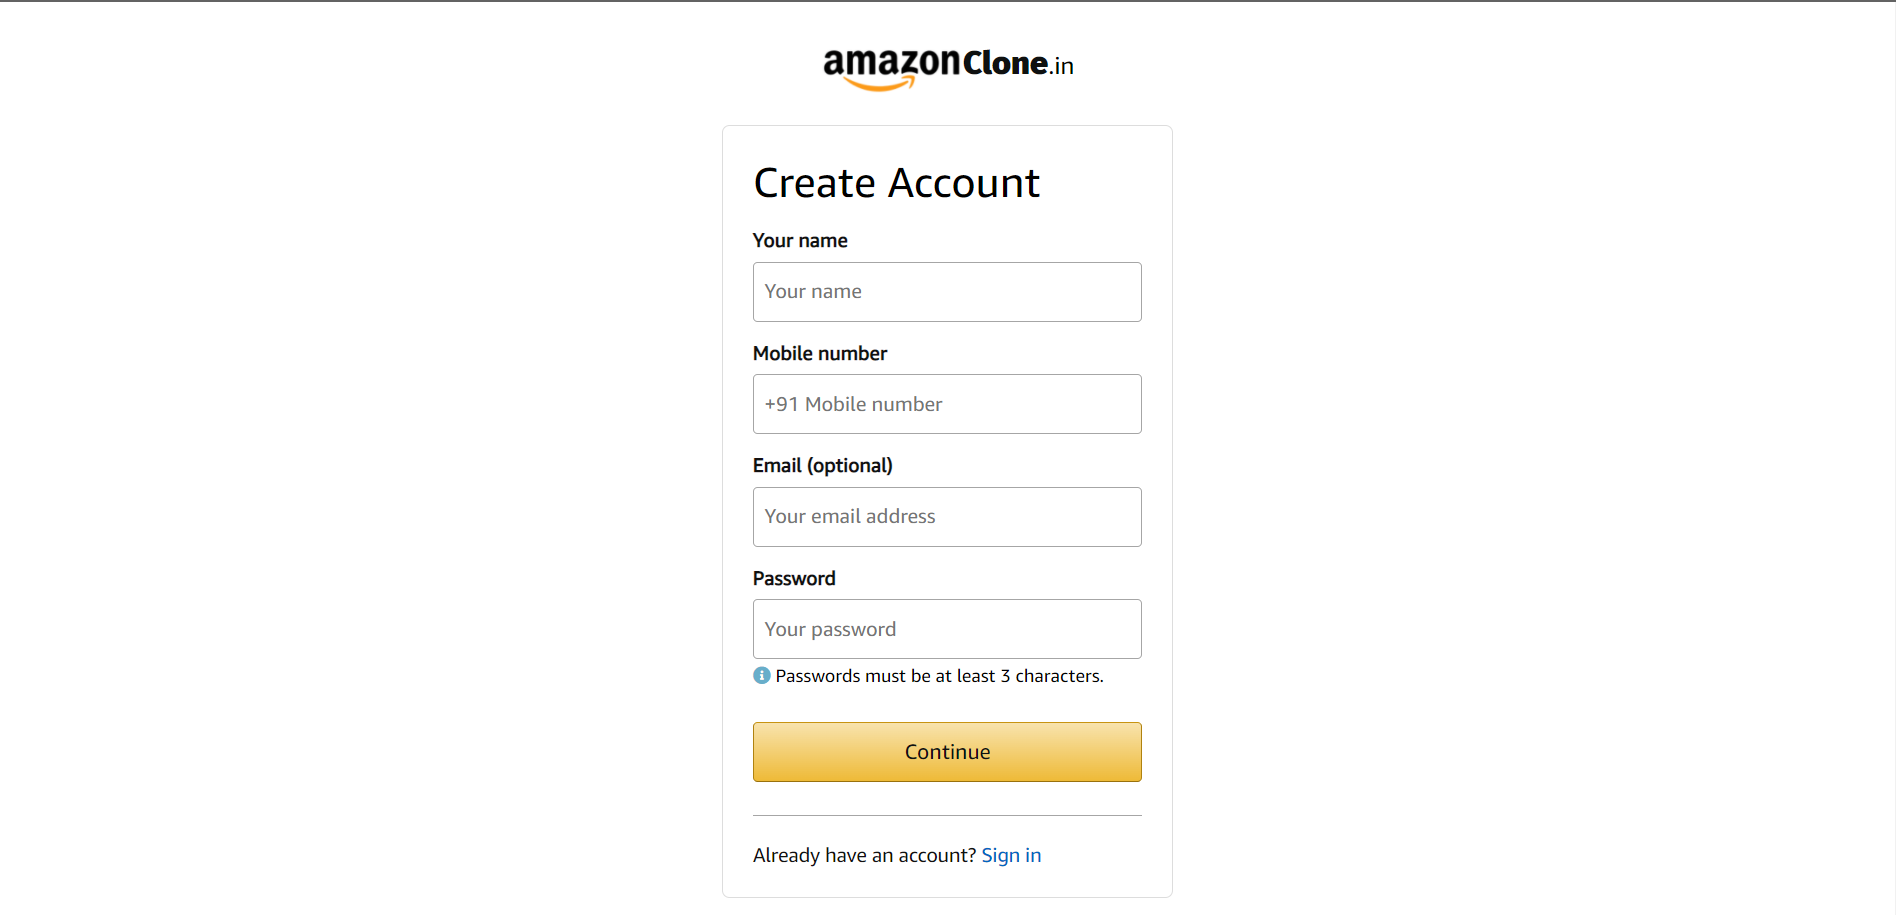 amazonClone.in
Create Account
Your name
Your name
Mobile number
+91 Mobile number
Email (optional)
Your email address
Password
Your password
i Passwords must be at least 3 characters.
Continue
Already have an account? Sign in